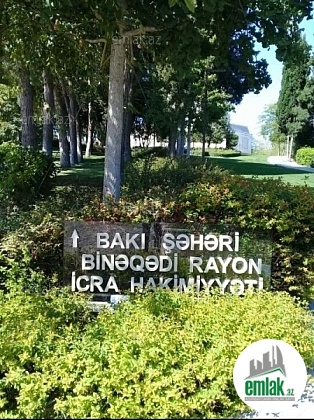 BAKI ŞƏHƏRİ
BİNƏQƏDİ RAYON
İCRA HAKİMİYYƏTİ
emlak.az